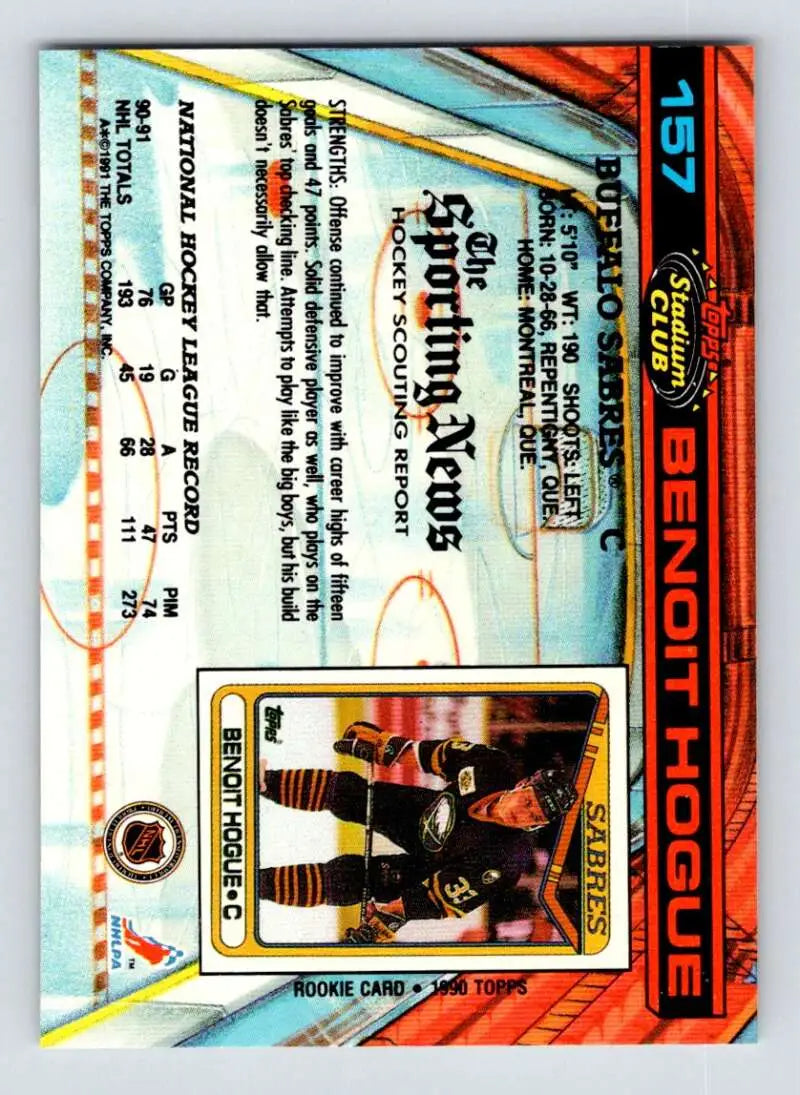 157
Topps
Stadium
CLUB
BENOIT HOGUE
BUFFALO SABRES® C
HT: 5'10" WT: 190 SHOOTS: LEFT
BORN: 10-28-66, REPENTIGNY, QUE.
HOME: MONTREAL, QUE.
The
Sporting News
HOCKEY SCOUTING REPORT
STRENGTHS: Offense continued to improve with career highs of fifteen
goals and 47 points. Solid defensive player as well, who plays on the
Sabres' top checking line. Attempts to play like the big boys, but his build
doesn't necessarily allow that.
NATIONAL HOCKEY LEAGUE RECORD
GP G A PTS PIM
90-91 76 19 28 47 74
NHL TOTALS 193 45 66 111 273
A*©1991 THE TOPPS COMPANY, INC.
SABRES
33
Topps
BENOIT HOGUE•C
ROOKIE CARD • 1990 TOPPS
NHL
NHLPA
TM